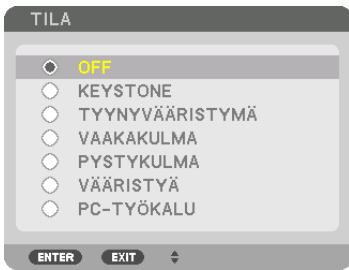 TILA
OFF
KEYSTONE
TYYNYVÄÄRISTYMÄ
VAAKAKULMA
PYSTYKULMA
VÄÄRISTYÄ
PC-TYÖKALU
ENTER EXIT